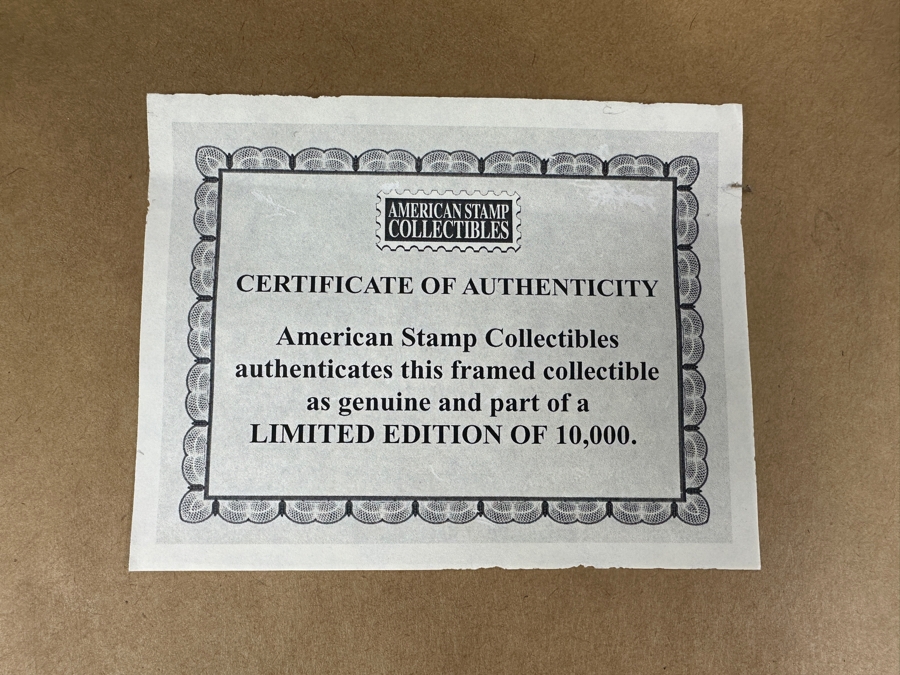 AMERICAN STAMP
COLLECTIBLES
CERTIFICATE OF AUTHENTICITY
American Stamp Collectibles
authenticates this framed collectible
as genuine and part of a
LIMITED EDITION OF 10,000.